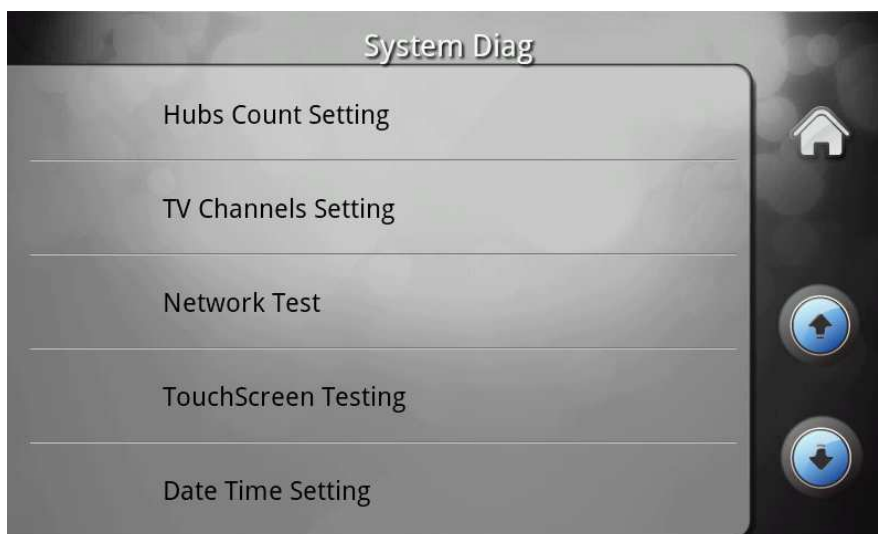 System Diag
Hubs Count Setting
TV Channels Setting
Network Test
TouchScreen Testing
Date Time Setting